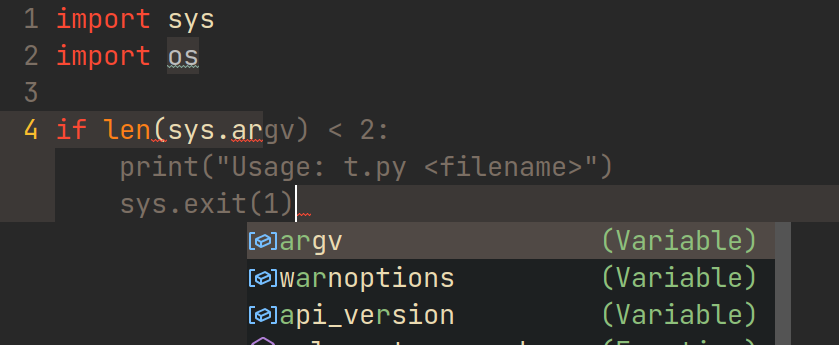 1 import sys
2 import os
3
4 if len(sys.argv) < 2:
print("Usage: t.py <filename>")
sys.exit(1)
argv (Variable)
warnoptions (Variable)
api_version (Variable)